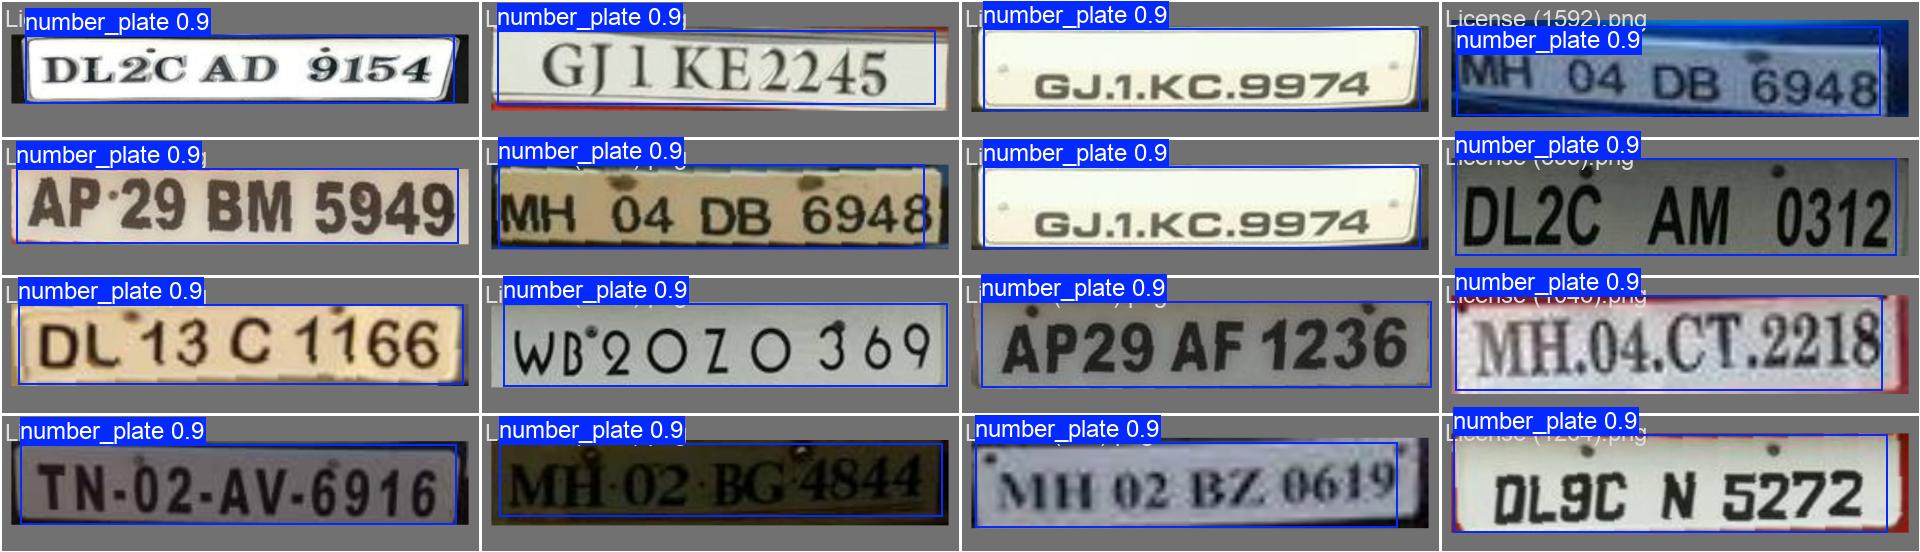 number_plate 0.9
DL2C AD 9154
number_plate 0.9
GJ 1 KE 2245
number_plate 0.9
GJ.1.KC.9974
License (1592).png
number_plate 0.9
MH 04 DB 6948
number_plate 0.9
AP 29 BM 5949
number_plate 0.9
MH 04 DB 6948
number_plate 0.9
GJ.1.KC.9974
number_plate 0.9
DL2C AM 0312
number_plate 0.9
DL 13 C 1166
number_plate 0.9
WB 20 Z 0369
number_plate 0.9
AP29 AF 1236
number_plate 0.9
MH.04.CT.2218
number_plate 0.9
TN-02-AV-6916
number_plate 0.9
MH·02·BG·4844
number_plate 0.9
MH 02 BZ 0619
number_plate 0.9
DL9C N 5272